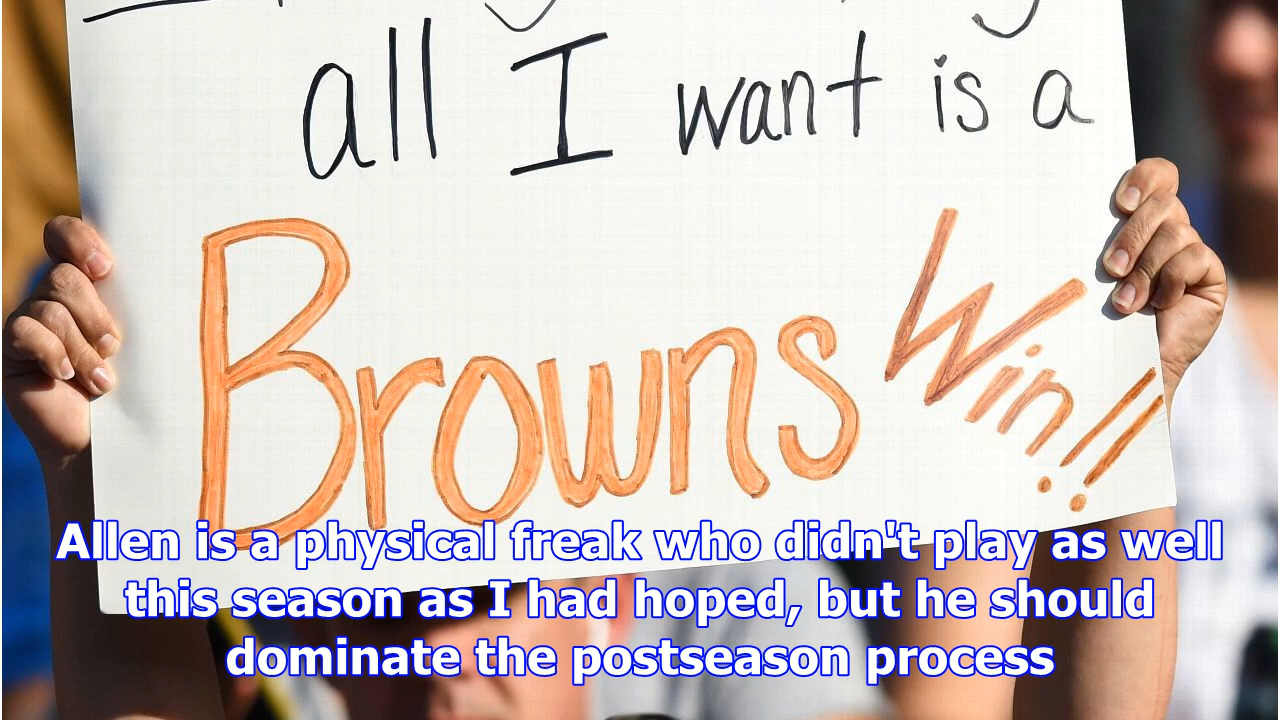 all I want is a
Browns
Win!!
Allen is a physical freak who didn't play as well
this season as I had hoped, but he should
dominate the postseason process